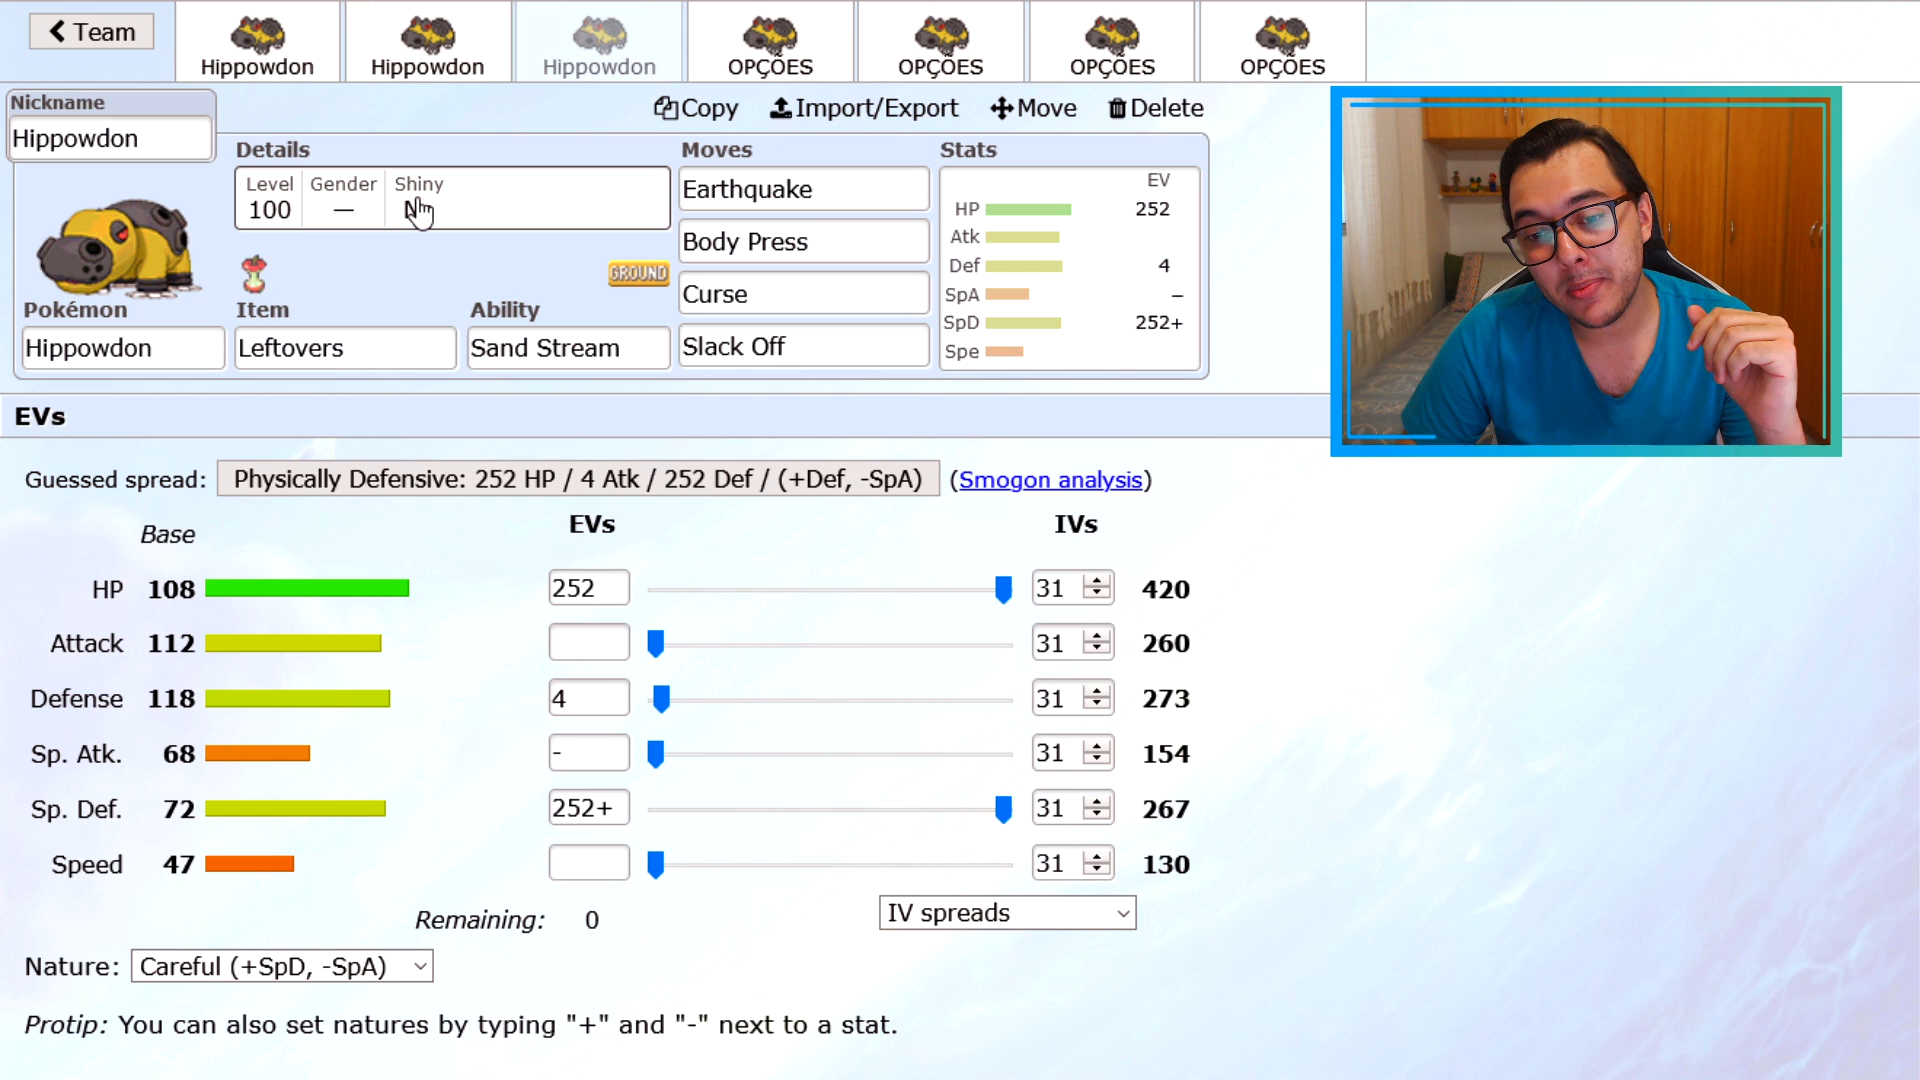 Team
Hippowdon
Hippowdon
Hippowdon
OPÇÕES
OPÇÕES
OPÇÕES
OPÇÕES
Nickname
Hippowdon
Copy
Import/Export
Move
Delete
Details
Level
100
Gender
—
Shiny
GROUND
Pokémon
Hippowdon
Item
Leftovers
Ability
Sand Stream
Moves
Earthquake
Body Press
Curse
Slack Off
Stats
EV
HP 252
Atk
Def 4
SpA –
SpD 252+
Spe
EVs
Guessed spread: Physically Defensive: 252 HP / 4 Atk / 252 Def / (+Def, -SpA) (Smogon analysis)
Base EVs IVs
HP 108 252 31 420
Attack 112 31 260
Defense 118 4 31 273
Sp. Atk. 68 - 31 154
Sp. Def. 72 252+ 31 267
Speed 47 31 130
Remaining: 0
IV spreads
Nature: Careful (+SpD, -SpA)
Protip: You can also set natures by typing "+" and "-" next to a stat.